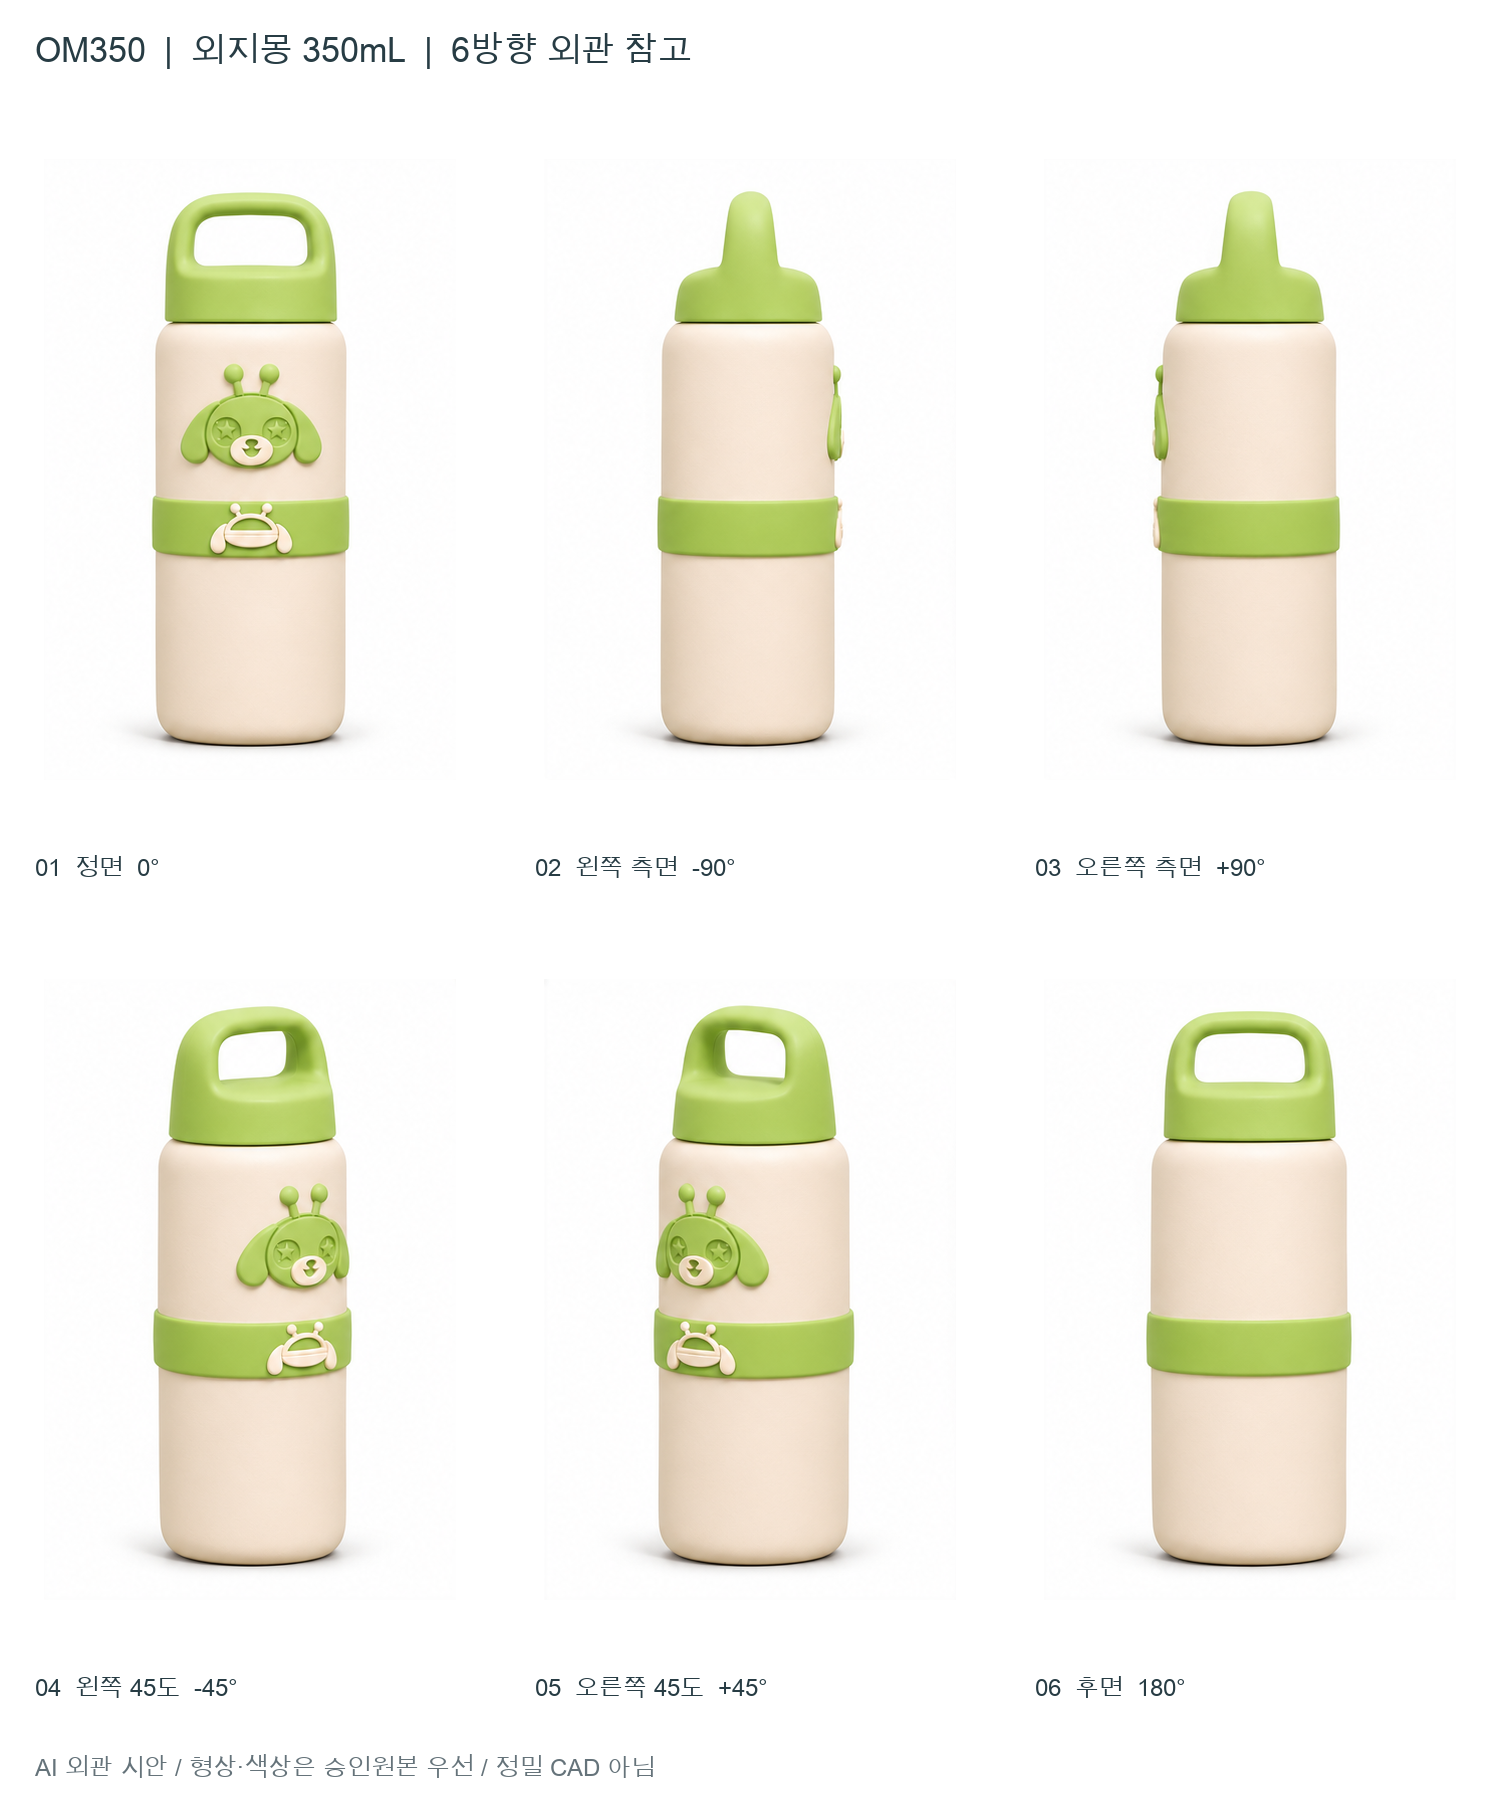 OM350 | 외지몽 350mL | 6방향 외관 참고
01 정면 0°
02 왼쪽 측면 -90°
03 오른쪽 측면 +90°
04 왼쪽 45도 -45°
05 오른쪽 45도 +45°
06 후면 180°
AI 외관 시안 / 형상·색상은 승인원본 우선 / 정밀 CAD 아님